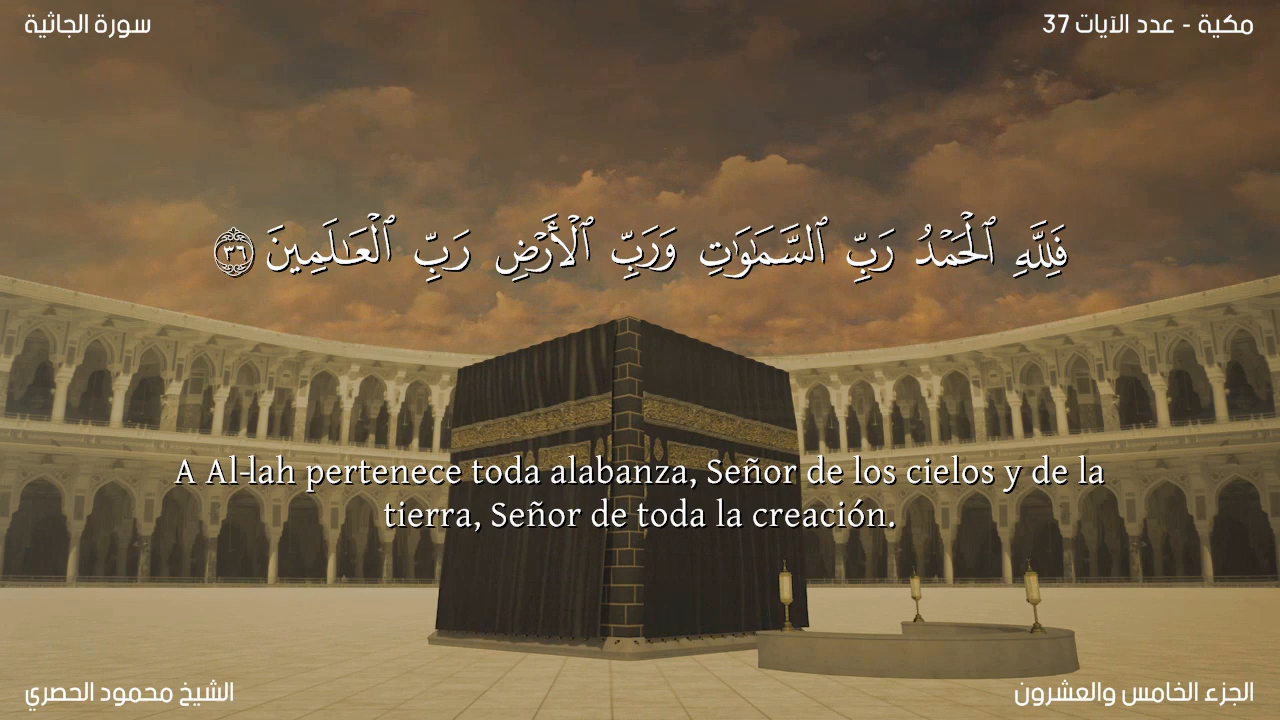 سورة الجاثية
مكية - عدد الآيات 37
فَلِلَّهِ ٱلْحَمْدُ رَبِّ ٱلسَّمَـٰوَٰتِ وَرَبِّ ٱلْأَرْضِ رَبِّ ٱلْعَـٰلَمِينَ ٣٦
A Al-lah pertenece toda alabanza, Señor de los cielos y de la
tierra, Señor de toda la creación.
الشيخ محمود الحصري
الجزء الخامس والعشرون